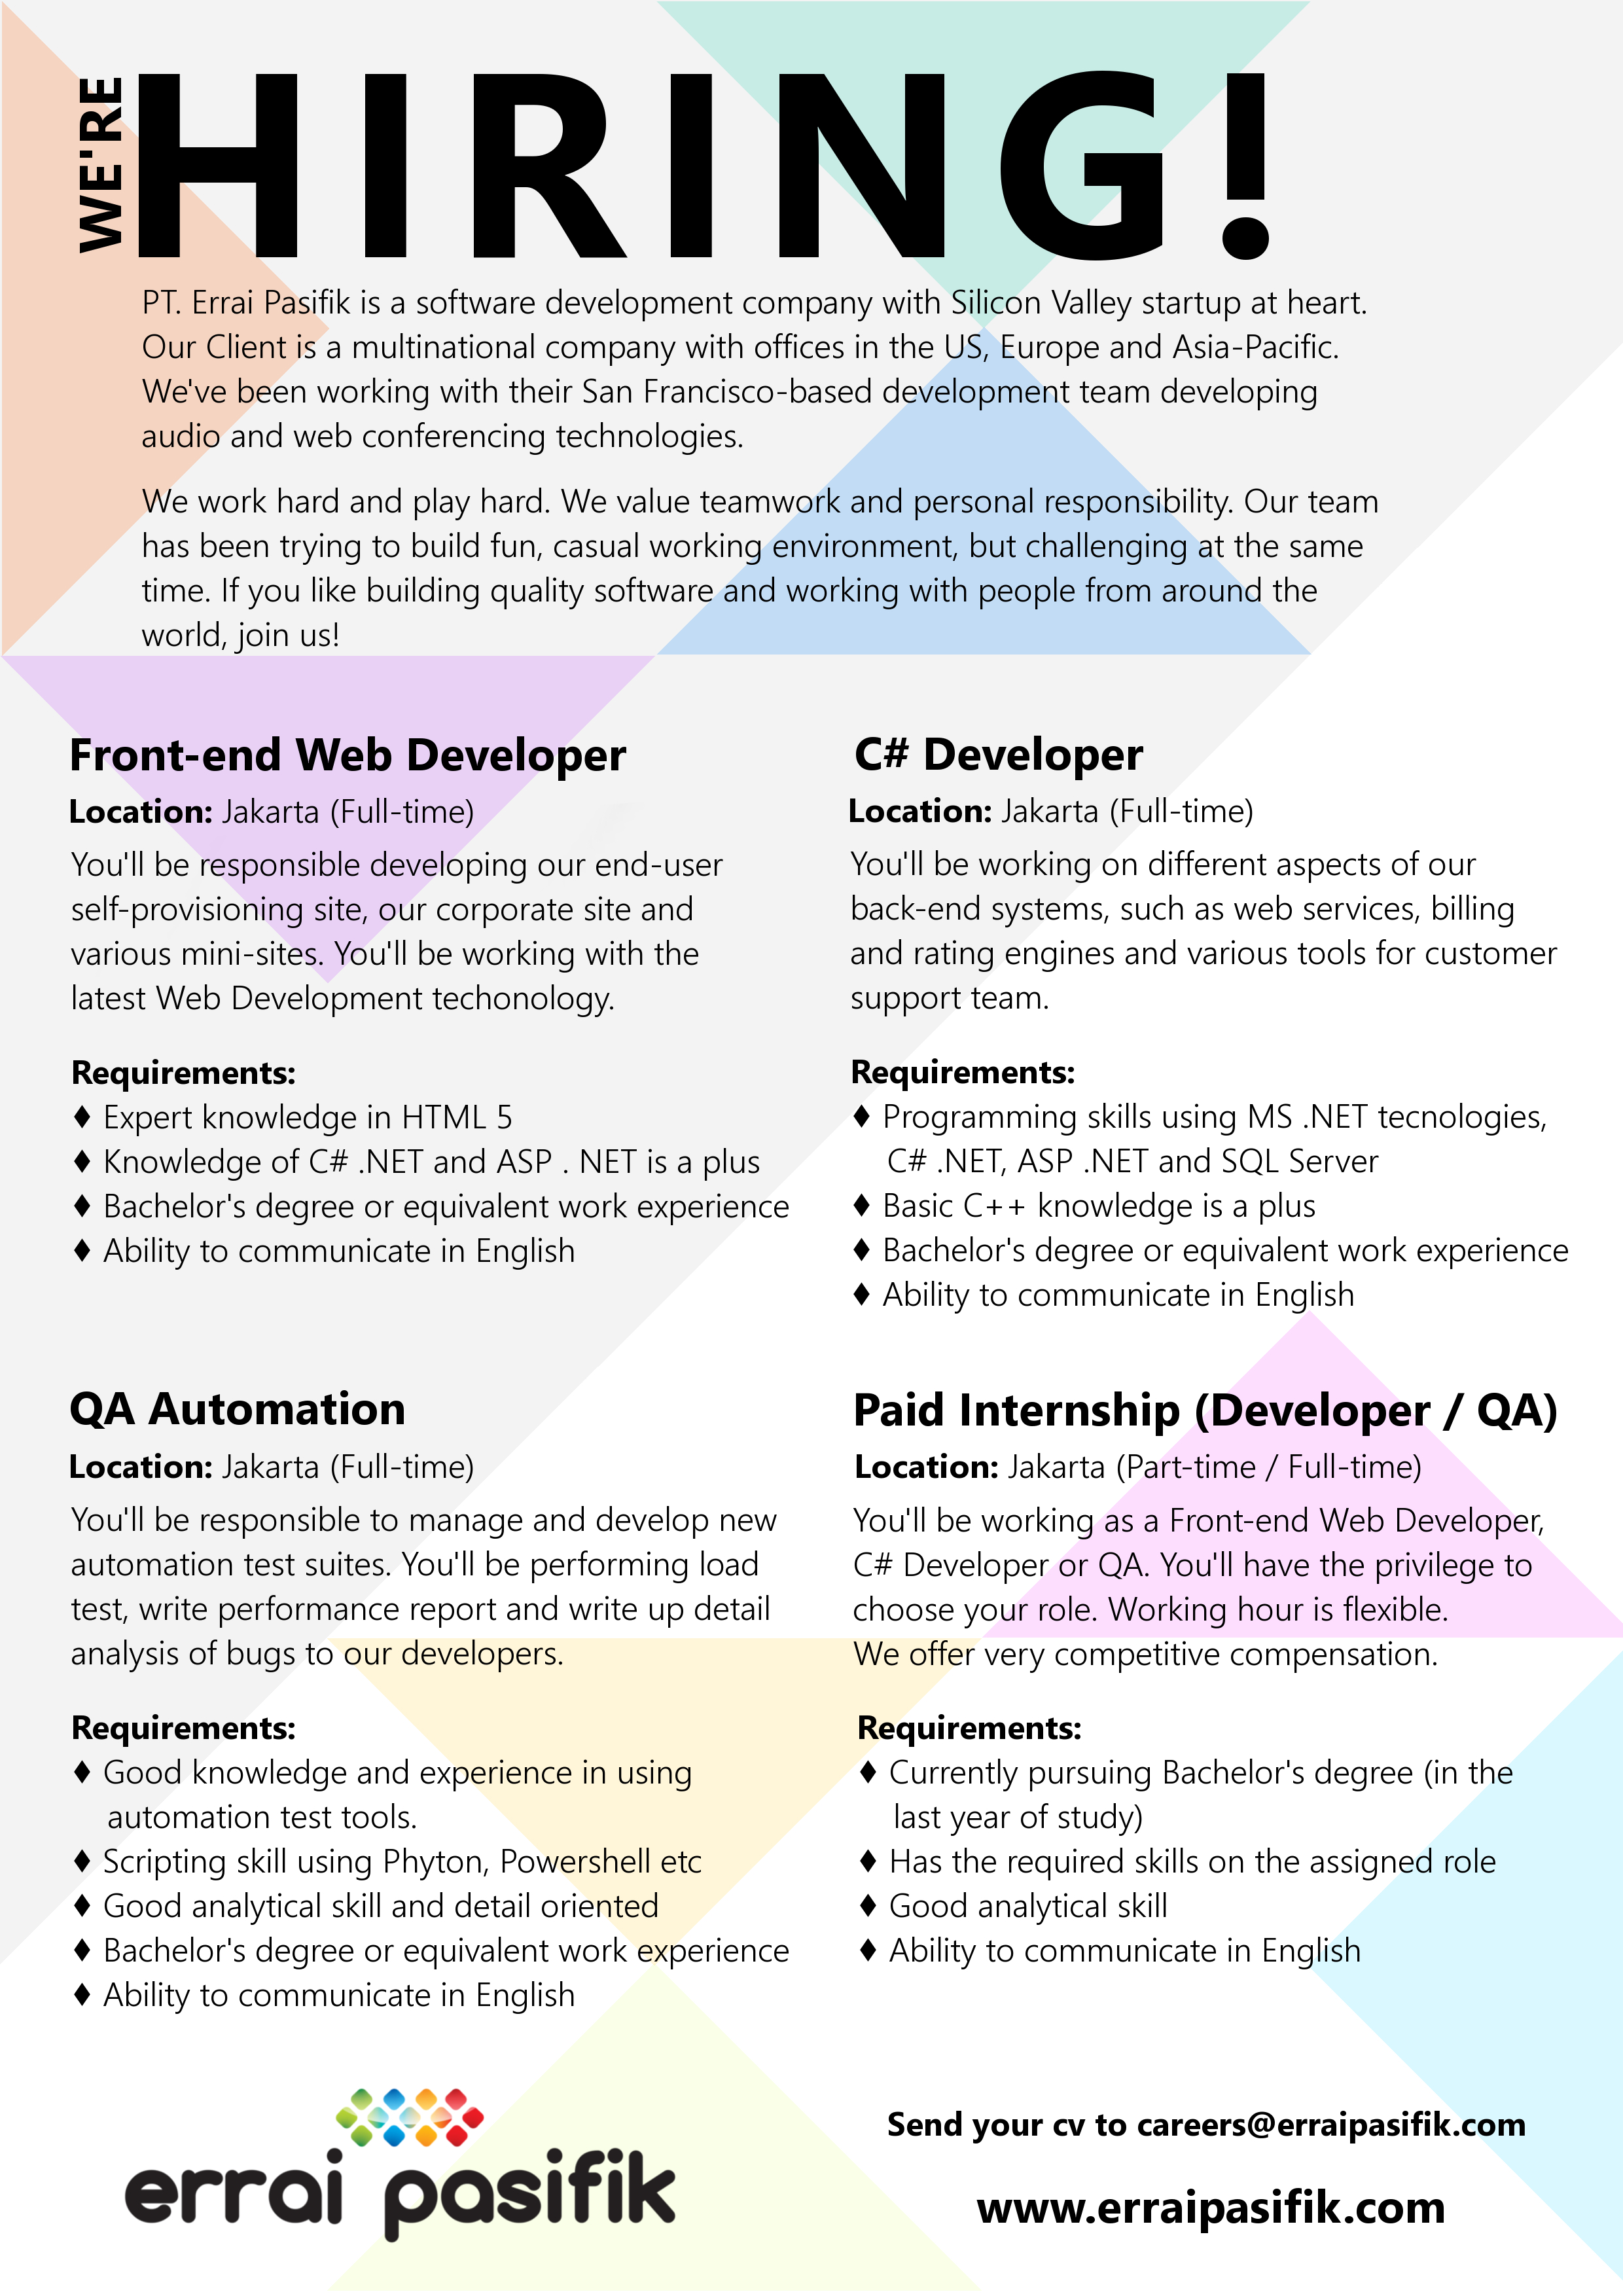 WE'RE
HIRING!
PT. Errai Pasifik is a software development company with Silicon Valley startup at heart.
Our Client is a multinational company with offices in the US, Europe and Asia-Pacific.
We've been working with their San Francisco-based development team developing
audio and web conferencing technologies.
We work hard and play hard. We value teamwork and personal responsibility. Our team
has been trying to build fun, casual working environment, but challenging at the same
time. If you like building quality software and working with people from around the
world, join us!
Front-end Web Developer
Location: Jakarta (Full-time)
You'll be responsible developing our end-user
self-provisioning site, our corporate site and
various mini-sites. You'll be working with the
latest Web Development techonology.
Requirements:
♦ Expert knowledge in HTML 5
♦ Knowledge of C# .NET and ASP . NET is a plus
♦ Bachelor's degree or equivalent work experience
♦ Ability to communicate in English
C# Developer
Location: Jakarta (Full-time)
You'll be working on different aspects of our
back-end systems, such as web services, billing
and rating engines and various tools for customer
support team.
Requirements:
♦ Programming skills using MS .NET tecnologies,
C# .NET, ASP .NET and SQL Server
♦ Basic C++ knowledge is a plus
♦ Bachelor's degree or equivalent work experience
♦ Ability to communicate in English
QA Automation
Location: Jakarta (Full-time)
You'll be responsible to manage and develop new
automation test suites. You'll be performing load
test, write performance report and write up detail
analysis of bugs to our developers.
Requirements:
♦ Good knowledge and experience in using
automation test tools.
♦ Scripting skill using Phyton, Powershell etc
♦ Good analytical skill and detail oriented
♦ Bachelor's degree or equivalent work experience
♦ Ability to communicate in English
Paid Internship (Developer / QA)
Location: Jakarta (Part-time / Full-time)
You'll be working as a Front-end Web Developer,
C# Developer or QA. You'll have the privilege to
choose your role. Working hour is flexible.
We offer very competitive compensation.
Requirements:
♦ Currently pursuing Bachelor's degree (in the
last year of study)
♦ Has the required skills on the assigned role
♦ Good analytical skill
♦ Ability to communicate in English
errai pasifik
Send your cv to careers@erraipasifik.com
www.erraipasifik.com